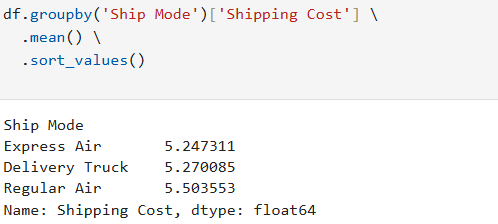 df.groupby('Ship Mode')['Shipping Cost'] \
  .mean() \
  .sort_values()
Ship Mode
Express Air       5.247311
Delivery Truck    5.270085
Regular Air       5.503553
Name: Shipping Cost, dtype: float64